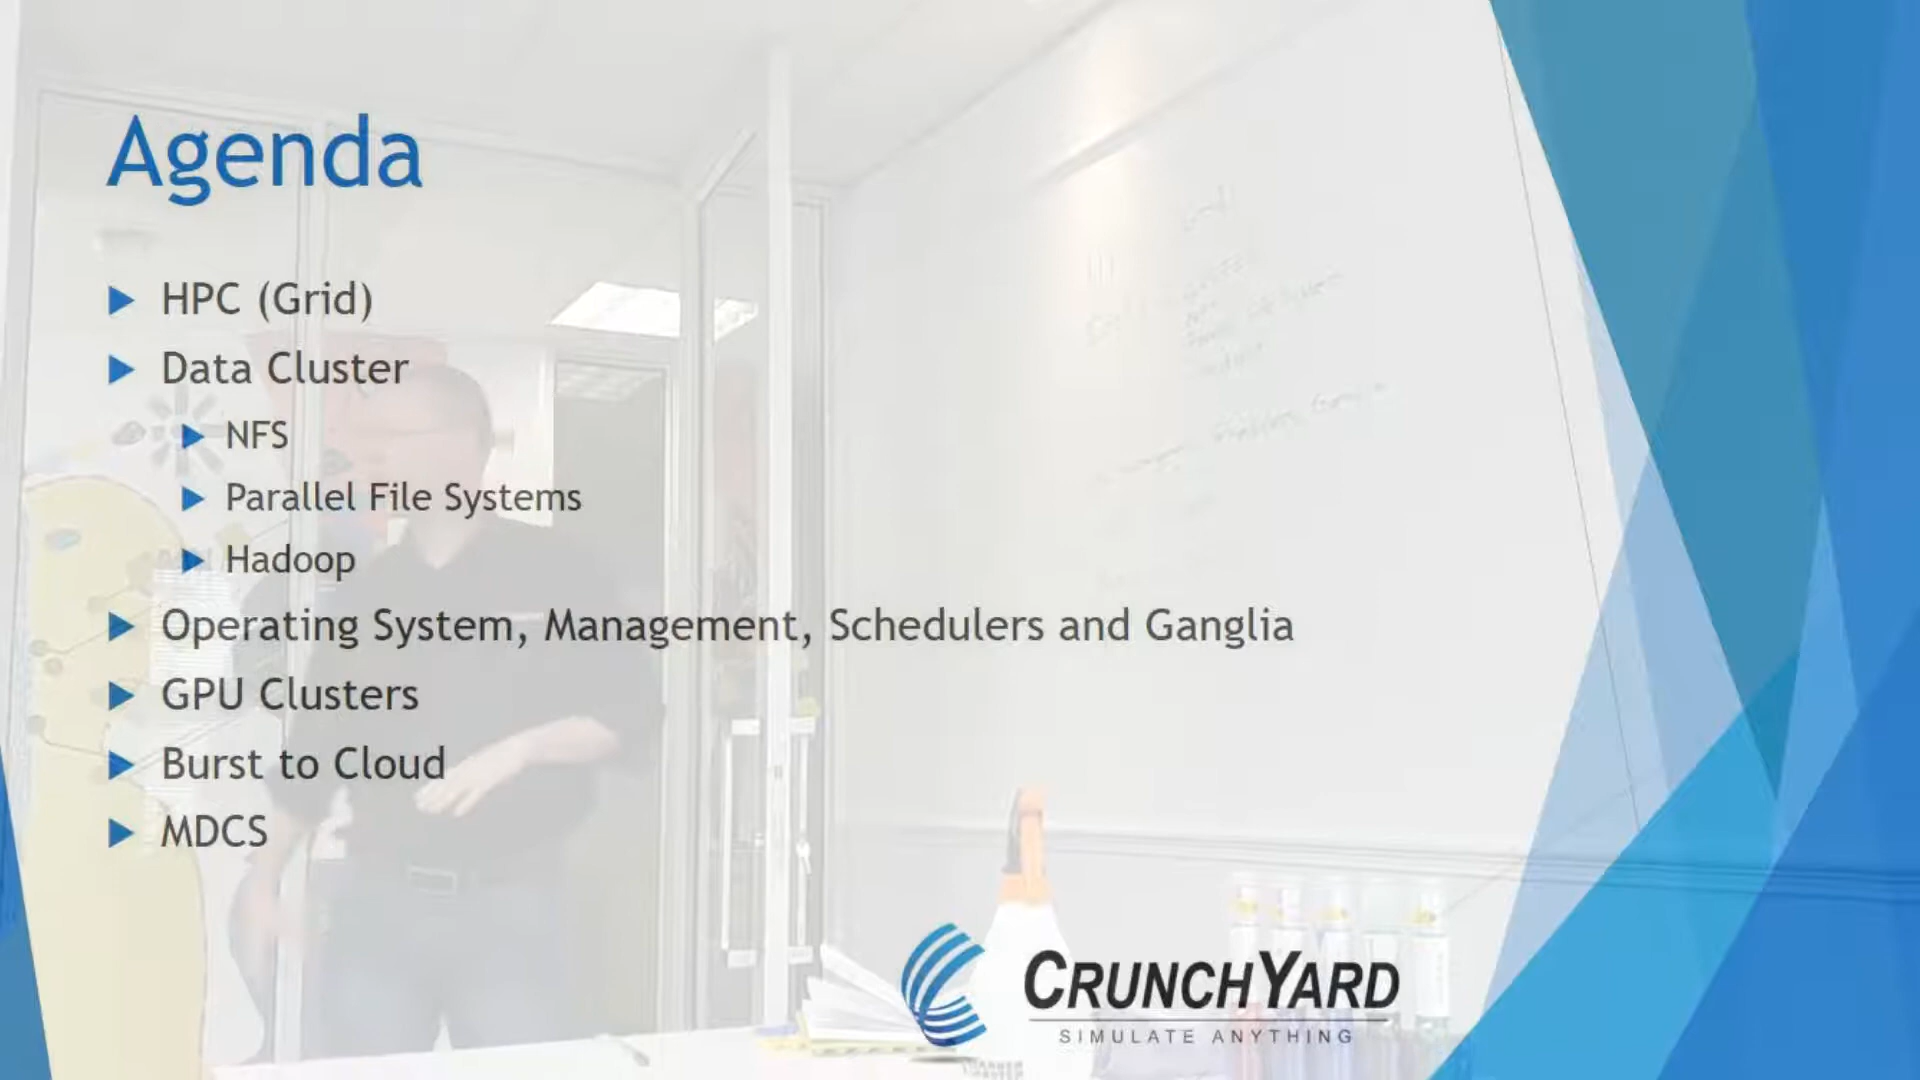 Agenda
HPC (Grid)
Data Cluster
NFS
Parallel File Systems
Hadoop
Operating System, Management, Schedulers and Ganglia
GPU Clusters
Burst to Cloud
MDCS
CRUNCHYARD
SIMULATE ANYTHING